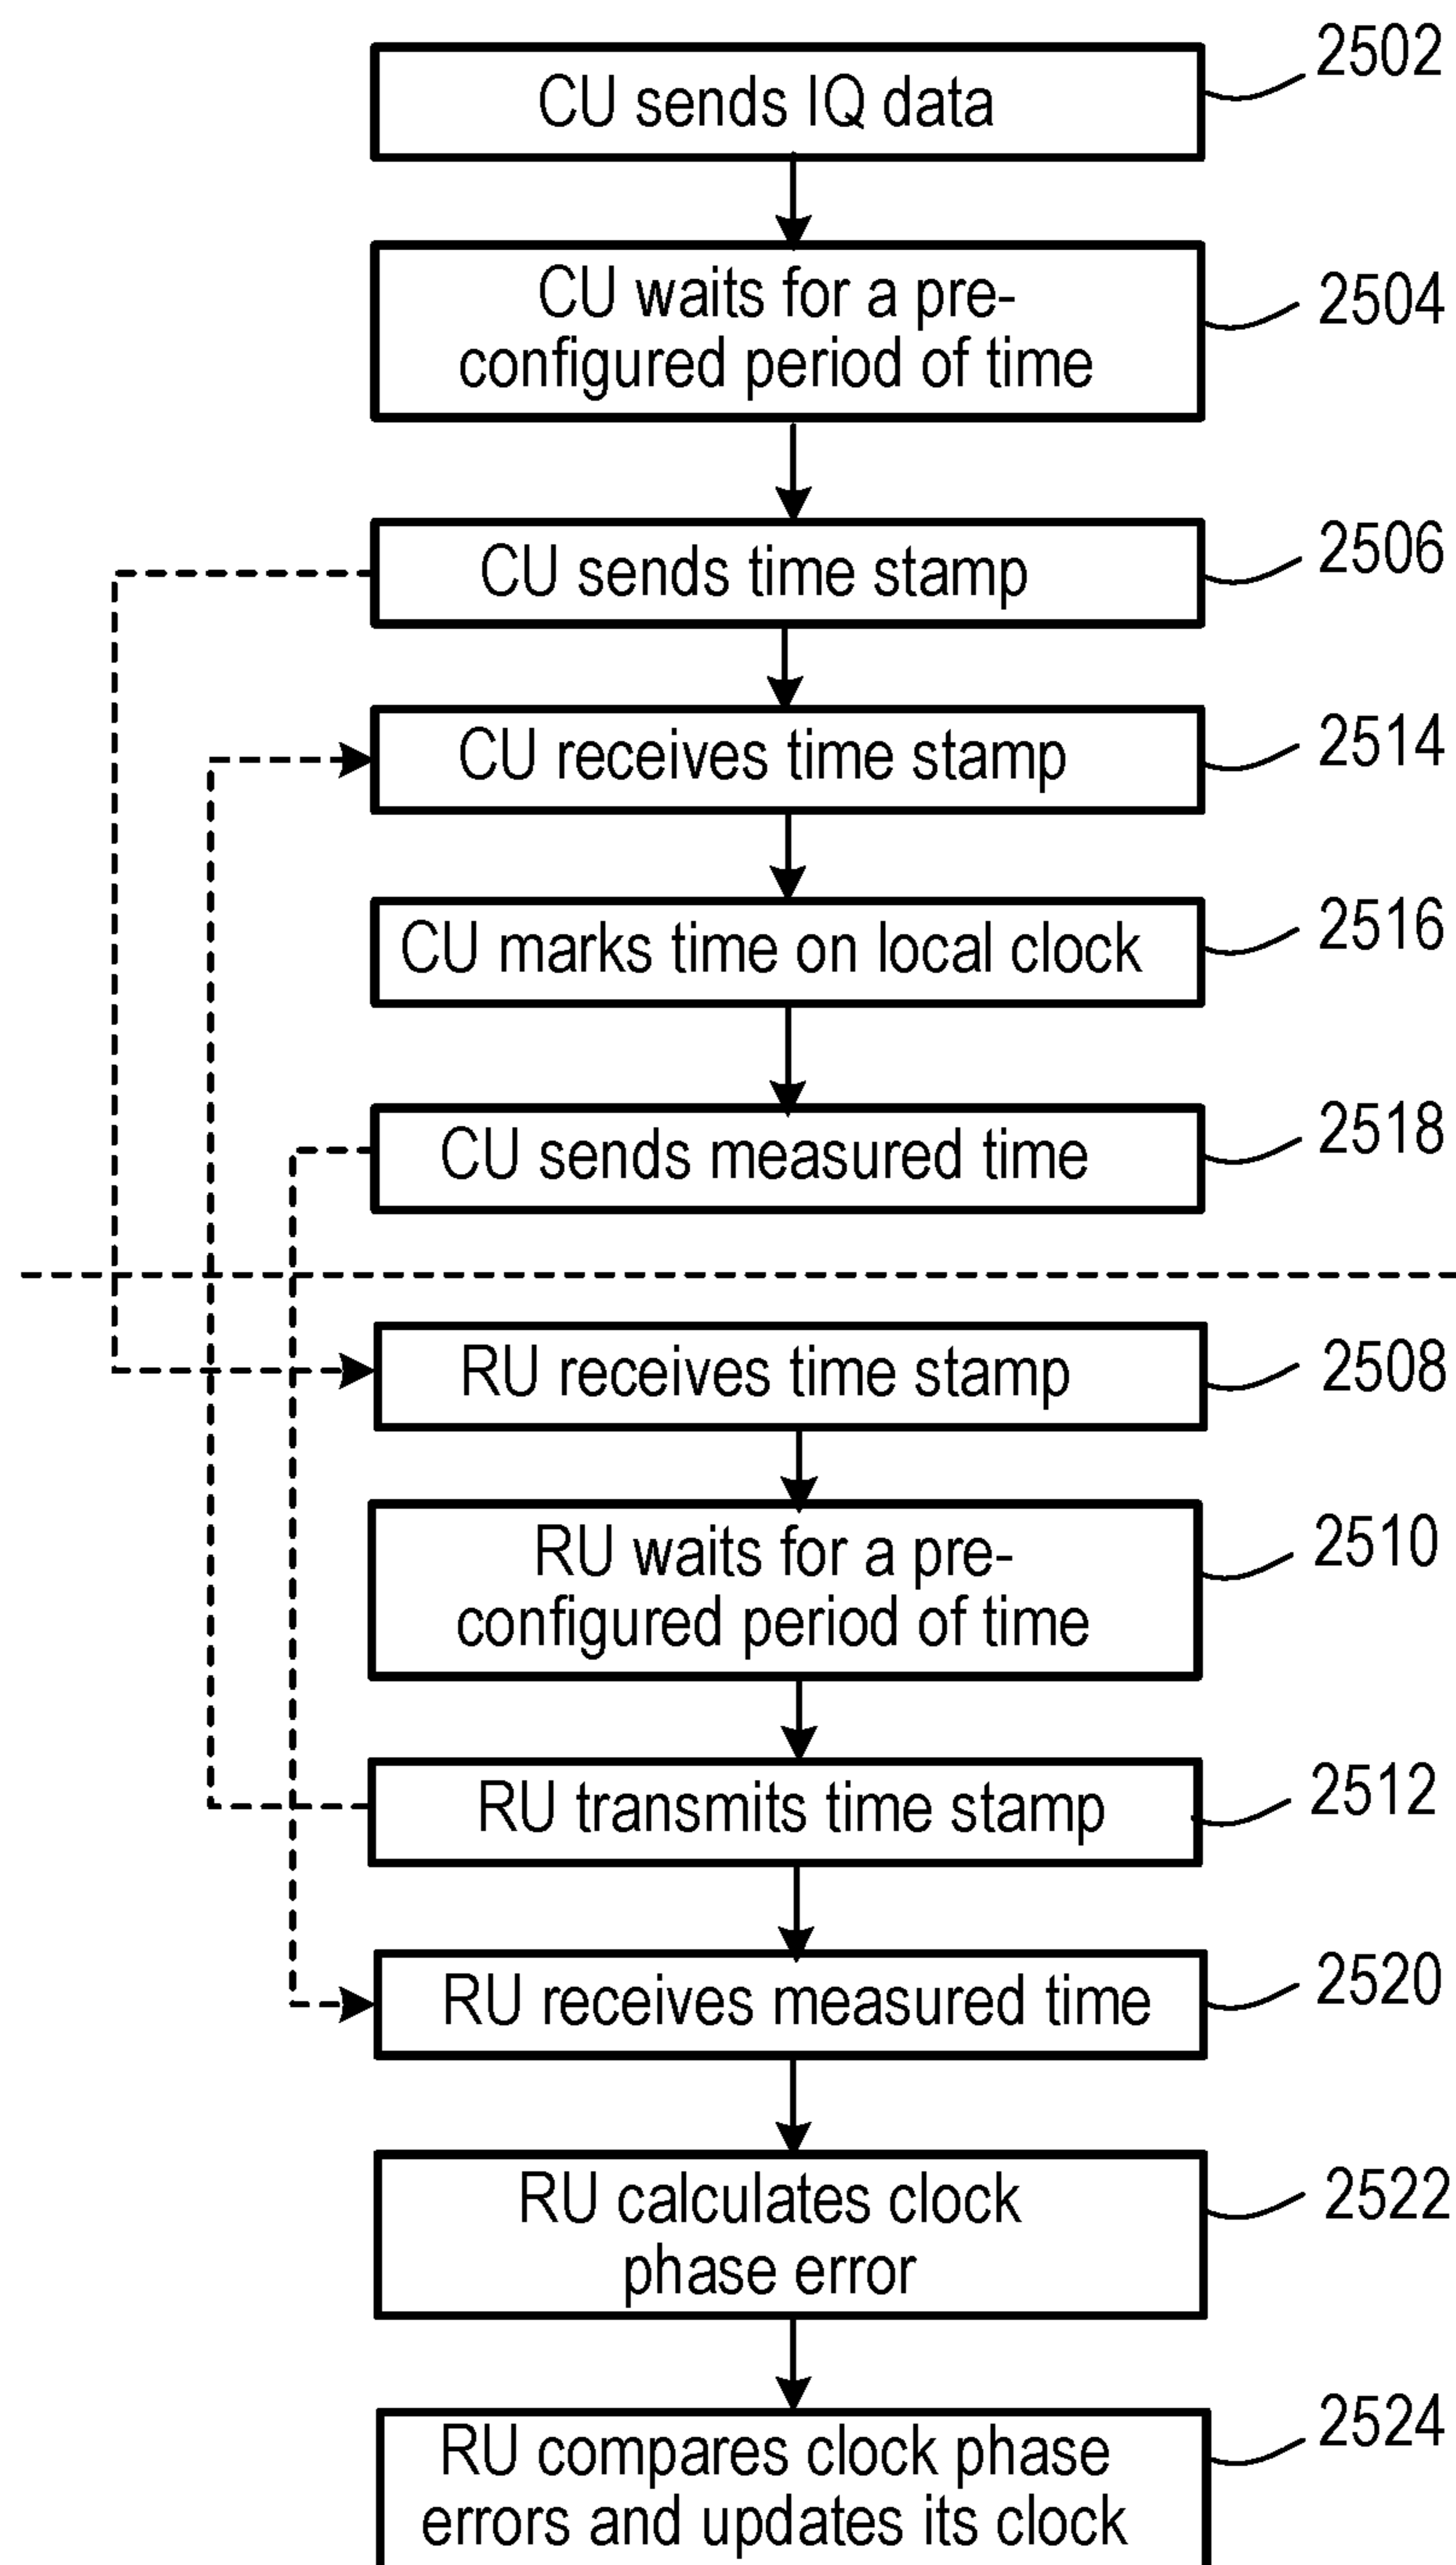 CU sends IQ data
2502
CU waits for a pre-
configured period of time
2504
CU sends time stamp
2506
CU receives time stamp
2514
CU marks time on local clock
2516
CU sends measured time
2518
RU receives time stamp
2508
RU waits for a pre-
configured period of time
2510
RU transmits time stamp
2512
RU receives measured time
2520
RU calculates clock
phase error
2522
RU compares clock phase
errors and updates its clock
2524